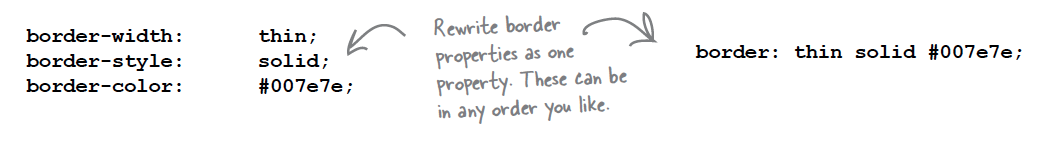 border-width: thin;
border-style: solid;
border-color: #007e7e;
Rewrite border
properties as one
property. These can be
in any order you like.
border: thin solid #007e7e;